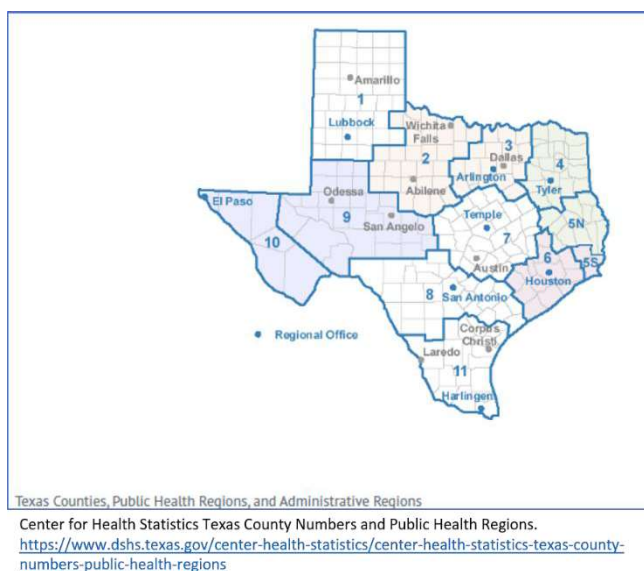 Amarillo
1
Lubbock
Wichita
Falls
3
Dallas
4
2
Arlington
Abilene
Tyler
Odessa
El Paso
9
San Angelo
Temple
7
5N
10
Austin
6
5S
Houston
8
San Antonio
Regional Office
Corpus
Christi
Laredo
11
Harlingen
Texas Counties, Public Health Regions, and Administrative Regions
Center for Health Statistics Texas County Numbers and Public Health Regions.
https://www.dshs.texas.gov/center-health-statistics/center-health-statistics-texas-county-
numbers-public-health-regions